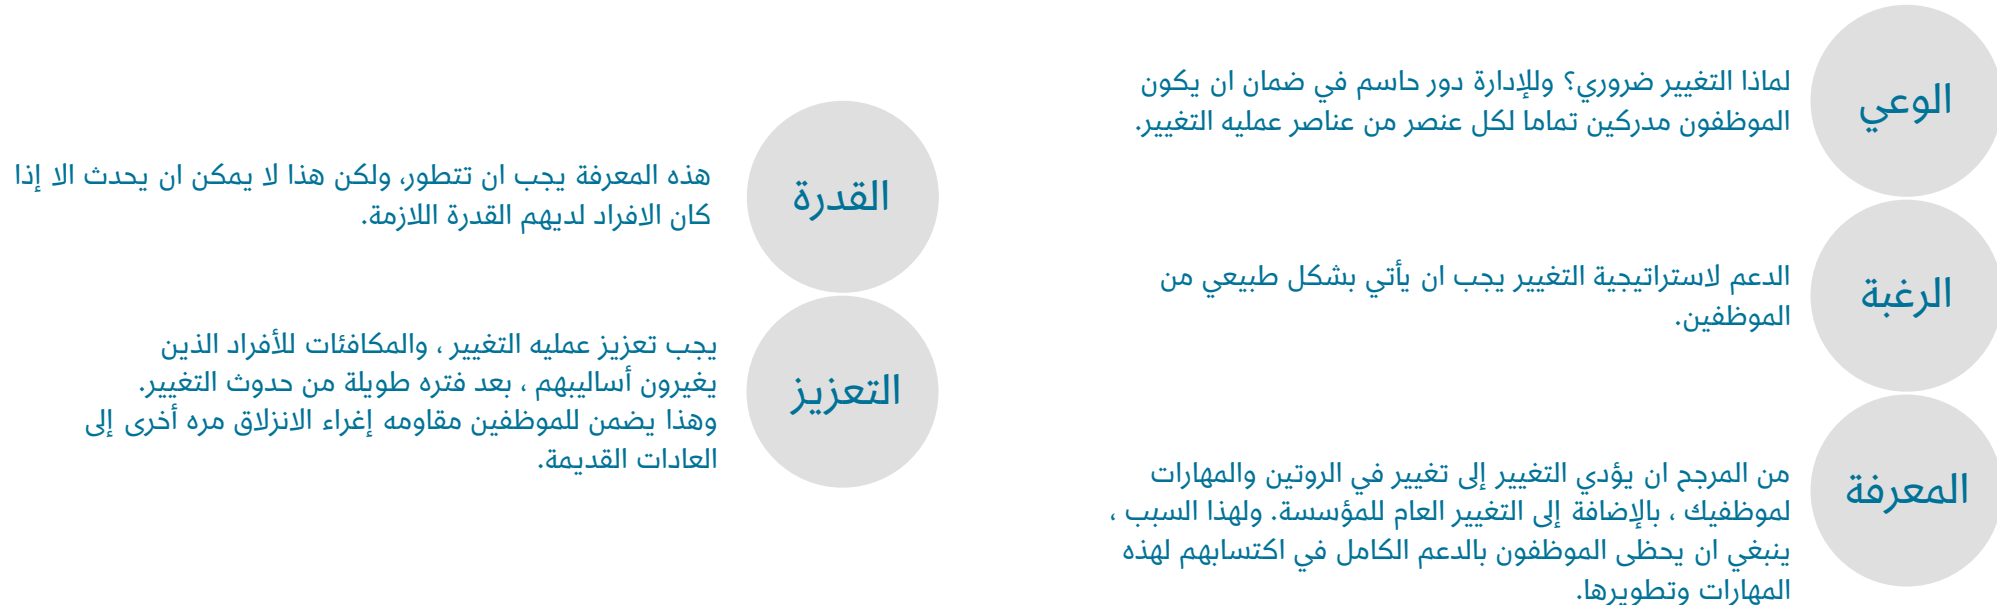 الوعي
لماذا التغيير ضروري؟ وللإدارة دور حاسم في ضمان ان يكون
الموظفون مدركين تماما لكل عنصر من عناصر عمليه التغيير.
الرغبة
الدعم لاستراتيجية التغيير يجب ان يأتي بشكل طبيعي من
الموظفين.
المعرفة
من المرجح ان يؤدي التغيير إلى تغيير في الروتين والمهارات
لموظفيك ، بالإضافة إلى التغيير العام للمؤسسة. ولهذا السبب ،
ينبغي ان يحظى الموظفون بالدعم الكامل في اكتسابهم لهذه
المهارات وتطويرها.
القدرة
هذه المعرفة يجب ان تتطور، ولكن هذا لا يمكن ان يحدث الا إذا
كان الافراد لديهم القدرة اللازمة.
التعزيز
يجب تعزيز عمليه التغيير ، والمكافئات للأفراد الذين
يغيرون أساليبهم ، بعد فتره طويلة من حدوث التغيير.
وهذا يضمن للموظفين مقاومه إغراء الانزلاق مره أخرى إلى
العادات القديمة.